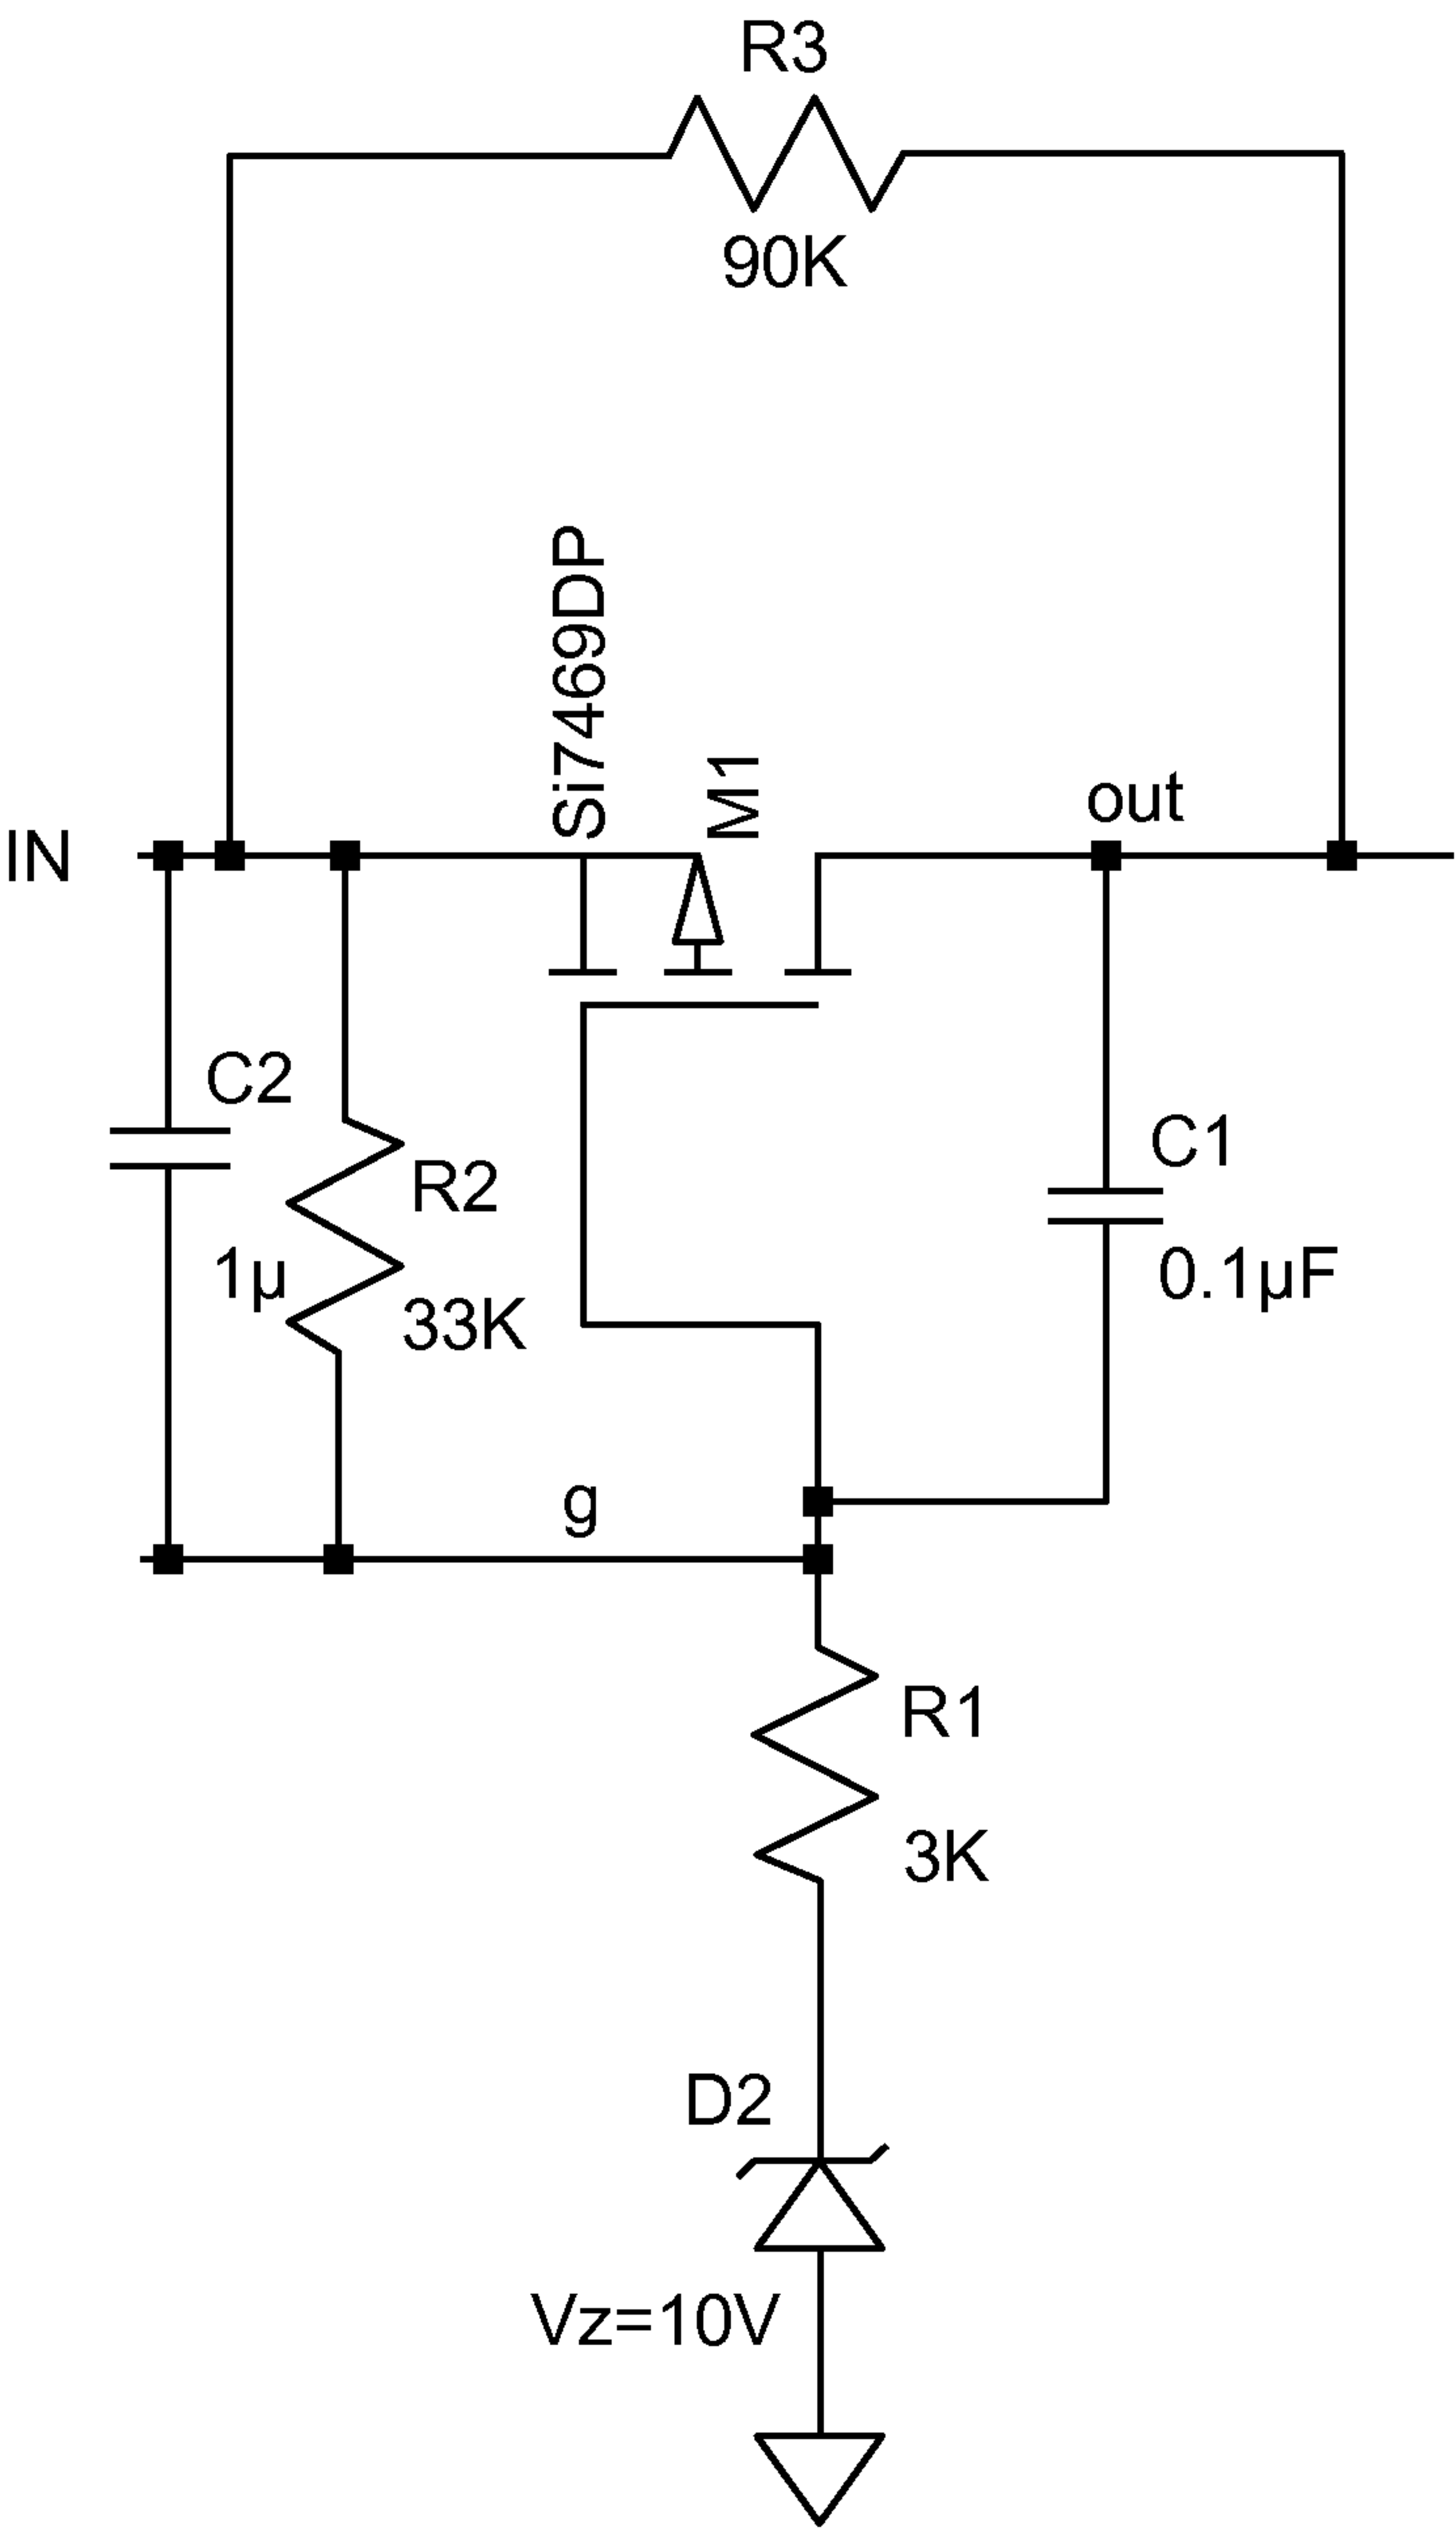 R3
90K
Si7469DP
M1
out
IN
C2
C1
R2
1µ
0.1µF
33K
g
R1
3K
D2
Vz=10V